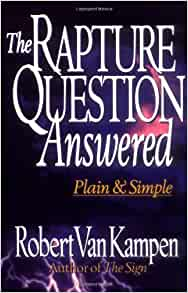 The
RAPTURE
QUESTION
Answered
Plain & Simple
Robert Van Kampen
Author of The Sign